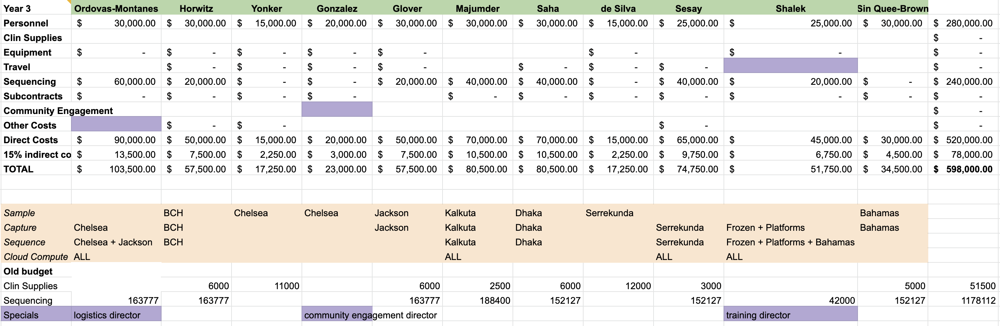 Year 3 Ordovas-Montanes Horwitz Yonker Gonzalez Glover Majumder Saha de Silva Sesay Shalek Sin Quee-Brown
Personnel $ 30,000.00 $ 30,000.00 $ 15,000.00 $ 20,000.00 $ 30,000.00 $ 30,000.00 $ 30,000.00 $ 15,000.00 $ 25,000.00 $ 25,000.00 $ 30,000.00 $ 280,000.00
Clin Supplies $ -
Equipment $ - $ - $ - $ - $ - $ - $ - $ -
Travel $ - $ - $ - $ - $ - $ - $ - $ -
Sequencing $ 60,000.00 $ 20,000.00 $ - $ - $ 20,000.00 $ 40,000.00 $ 40,000.00 $ - $ 40,000.00 $ 20,000.00 $ - $ 240,000.00
Subcontracts $ - $ - $ - $ - $ - $ - $ - $ - $ - $ - $ -
Community Engagement $ -
Other Costs $ - $ - $ - $ -
Direct Costs $ 90,000.00 $ 50,000.00 $ 15,000.00 $ 20,000.00 $ 50,000.00 $ 70,000.00 $ 70,000.00 $ 15,000.00 $ 65,000.00 $ 45,000.00 $ 30,000.00 $ 520,000.00
15% indirect co $ 13,500.00 $ 7,500.00 $ 2,250.00 $ 3,000.00 $ 7,500.00 $ 10,500.00 $ 10,500.00 $ 2,250.00 $ 9,750.00 $ 6,750.00 $ 4,500.00 $ 78,000.00
TOTAL $ 103,500.00 $ 57,500.00 $ 17,250.00 $ 23,000.00 $ 57,500.00 $ 80,500.00 $ 80,500.00 $ 17,250.00 $ 74,750.00 $ 51,750.00 $ 34,500.00 $ 598,000.00
Sample BCH Chelsea Chelsea Jackson Kalkuta Dhaka Serrekunda Bahamas
Capture Chelsea BCH Jackson Kalkuta Dhaka Serrekunda Frozen + Platforms Bahamas
Sequence Chelsea + Jackson BCH Kalkuta Dhaka Serrekunda Frozen + Platforms + Bahamas
Cloud Compute ALL ALL ALL ALL
Old budget
Clin Supplies 6000 11000 6000 2500 6000 12000 3000 5000 51500
Sequencing 163777 163777 163777 188400 152127 152127 42000 152127 1178112
Specials logistics director community engagement director training director